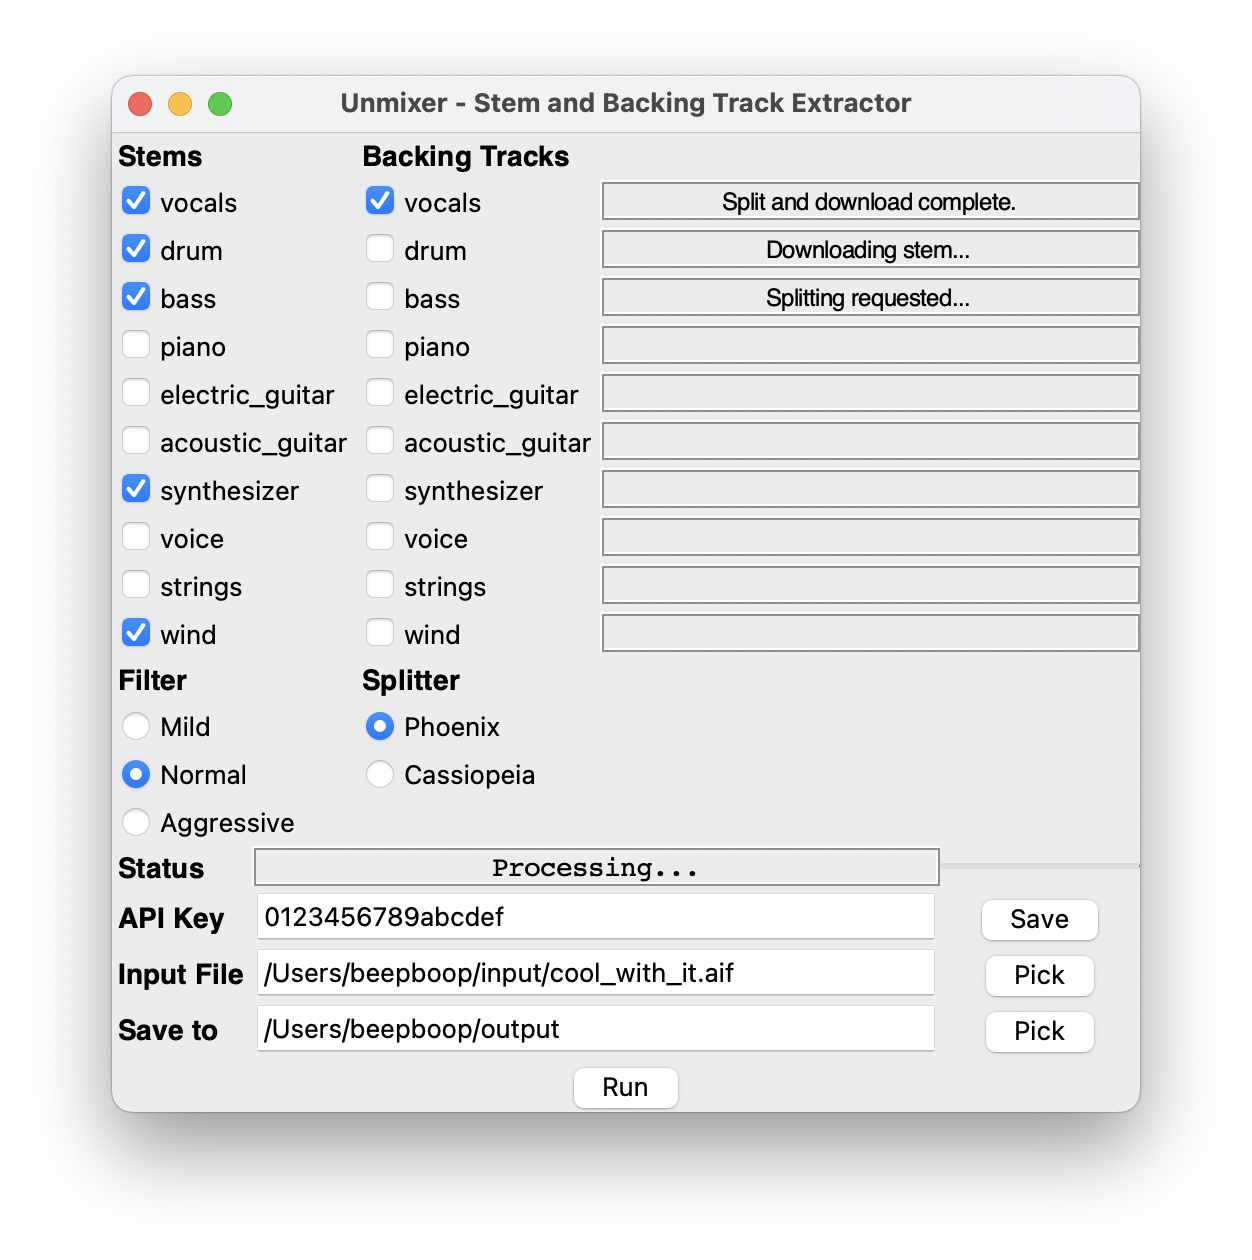 Unmixer - Stem and Backing Track Extractor
Stems Backing Tracks
vocals vocals Split and download complete.
drum drum Downloading stem...
bass bass Splitting requested...
piano piano
electric_guitar electric_guitar
acoustic_guitar acoustic_guitar
synthesizer synthesizer
voice voice
strings strings
wind wind
Filter Splitter
Mild Phoenix
Normal Cassiopeia
Aggressive
Status Processing...
API Key 0123456789abcdef Save
Input File /Users/beepboop/input/cool_with_it.aif Pick
Save to /Users/beepboop/output Pick
Run